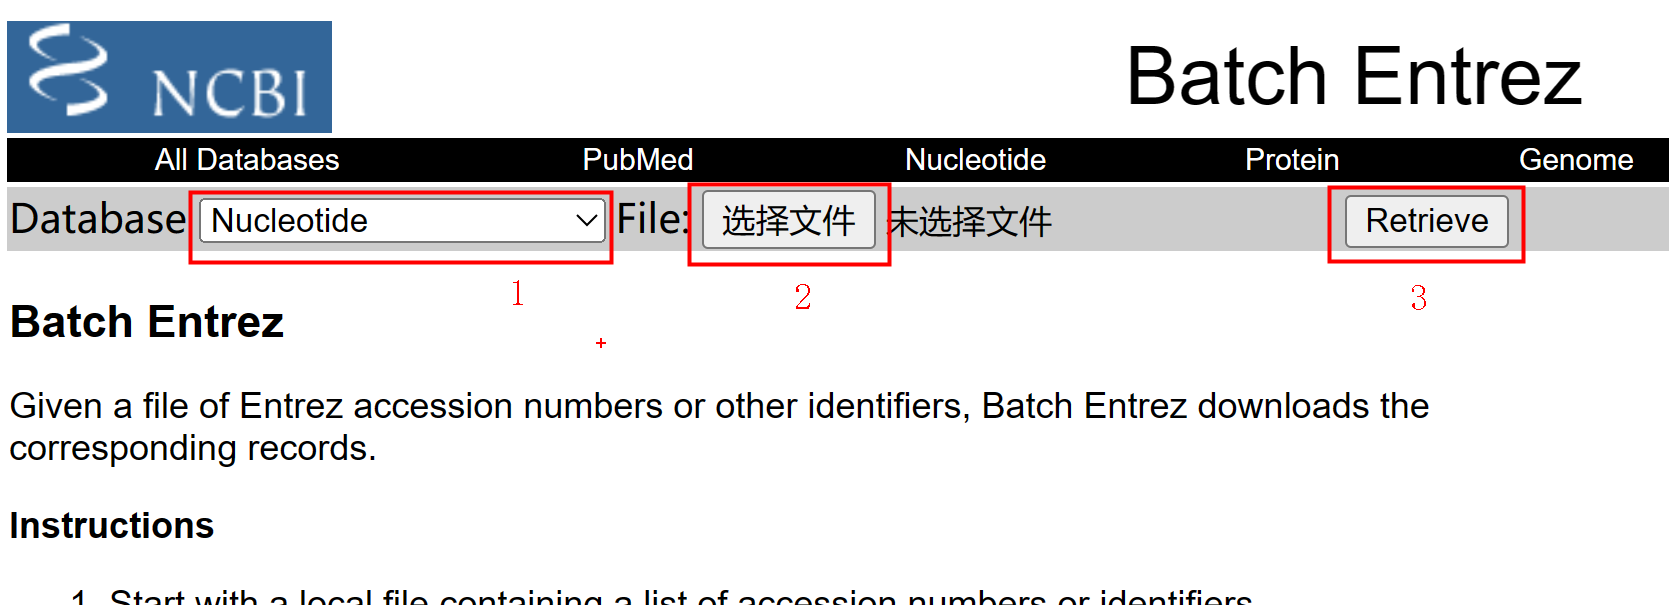 NCBI
Batch Entrez
All Databases PubMed Nucleotide Protein Genome
Database Nucleotide File: 选择文件 未选择文件 Retrieve
1 2 3
Batch Entrez
Given a file of Entrez accession numbers or other identifiers, Batch Entrez downloads the
corresponding records.
Instructions
1. Start with a local file containing a list of accession numbers or identifiers